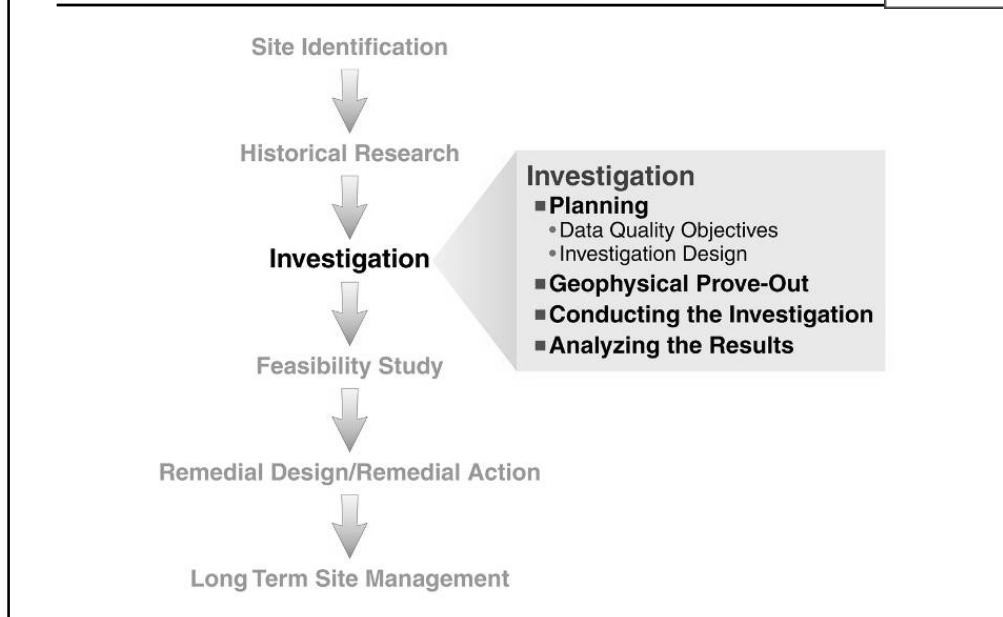 Site Identification
Historical Research
Investigation
Feasibility Study
Remedial Design/Remedial Action
Long Term Site Management
Investigation
Planning
Data Quality Objectives
Investigation Design
Geophysical Prove-Out
Conducting the Investigation
Analyzing the Results